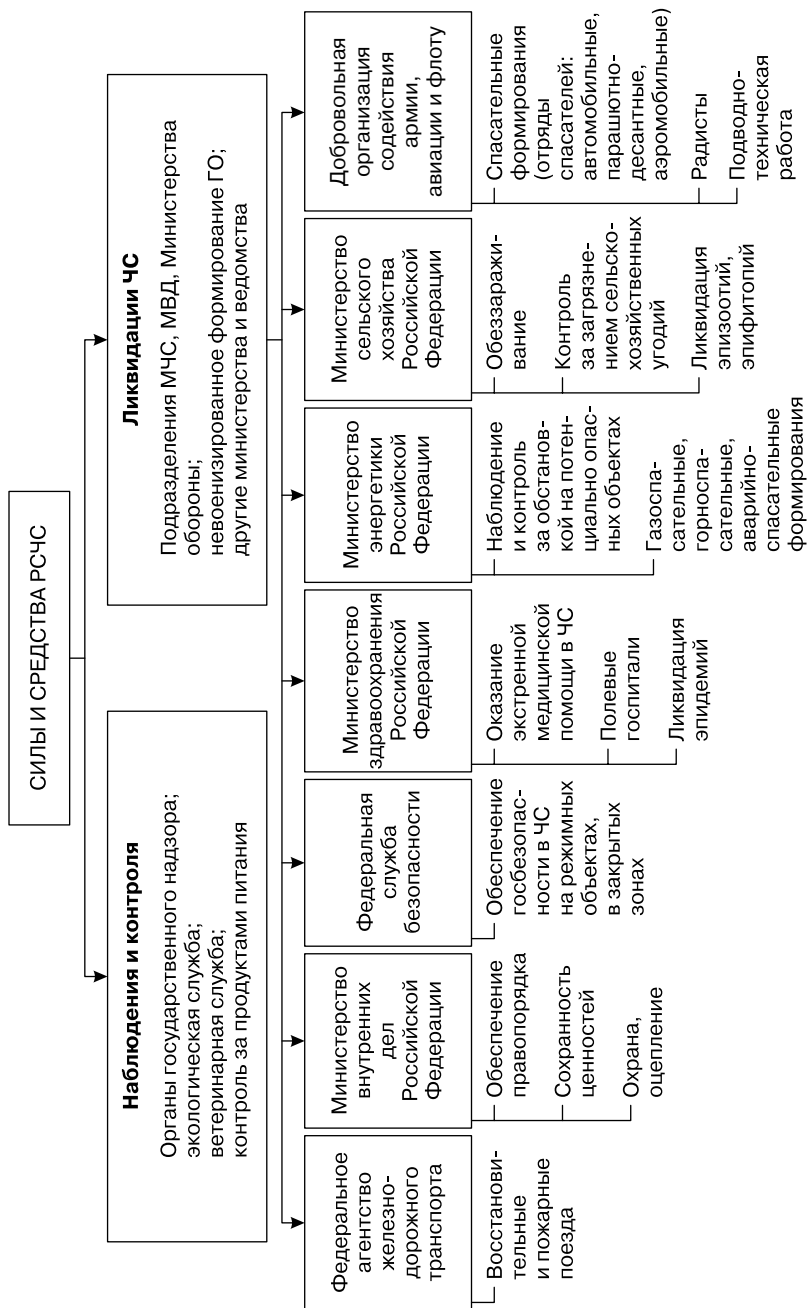 СИЛЫ И СРЕДСТВА РСЧС
Наблюдения и контроля
Органы государственного надзора;
экологическая служба;
ветеринарная служба;
контроль за продуктами питания
Ликвидации ЧС
Подразделения МЧС, МВД, Министерства
обороны;
невоенизированное формирование ГО;
другие министерства и ведомства
Федеральное
агентство
железно-
дорожного
транспорта
Восстанови-
тельные
и пожарные
поезда
Министерство
внутренних
дел
Российской
Федерации
Обеспечение
правопорядка
Сохранность
ценностей
Охрана,
оцепление
Федеральная
служба
безопасности
Обеспечение
госбезопас-
ности в ЧС
на режимных
объектах,
в закрытых
зонах
Министерство
здравоохранения
Российской
Федерации
Оказание
экстренной
медицинской
помощи в ЧС
Полевые
госпитали
Ликвидация
эпидемий
Министерство
энергетики
Российской
Федерации
Наблюдение
и контроль
за обстанов-
кой на потен-
циально опас-
ных объектах
Газоспа-
сательные,
горноспа-
сательные,
аварийно-
спасательные
формирования
Министерство
сельского
хозяйства
Российской
Федерации
Обеззаражи-
вание
Контроль
за загрязне-
нием сельско-
хозяйственных
угодий
Ликвидация
эпизоотий,
эпифитопий
Добровольная
организация
содействия
армии,
авиации и флоту
Спасательные
формирования
(отряды
спасателей:
автомобильные,
парашютно-
десантные,
аэромобильные)
Радисты
Подводно-
техническая
работа